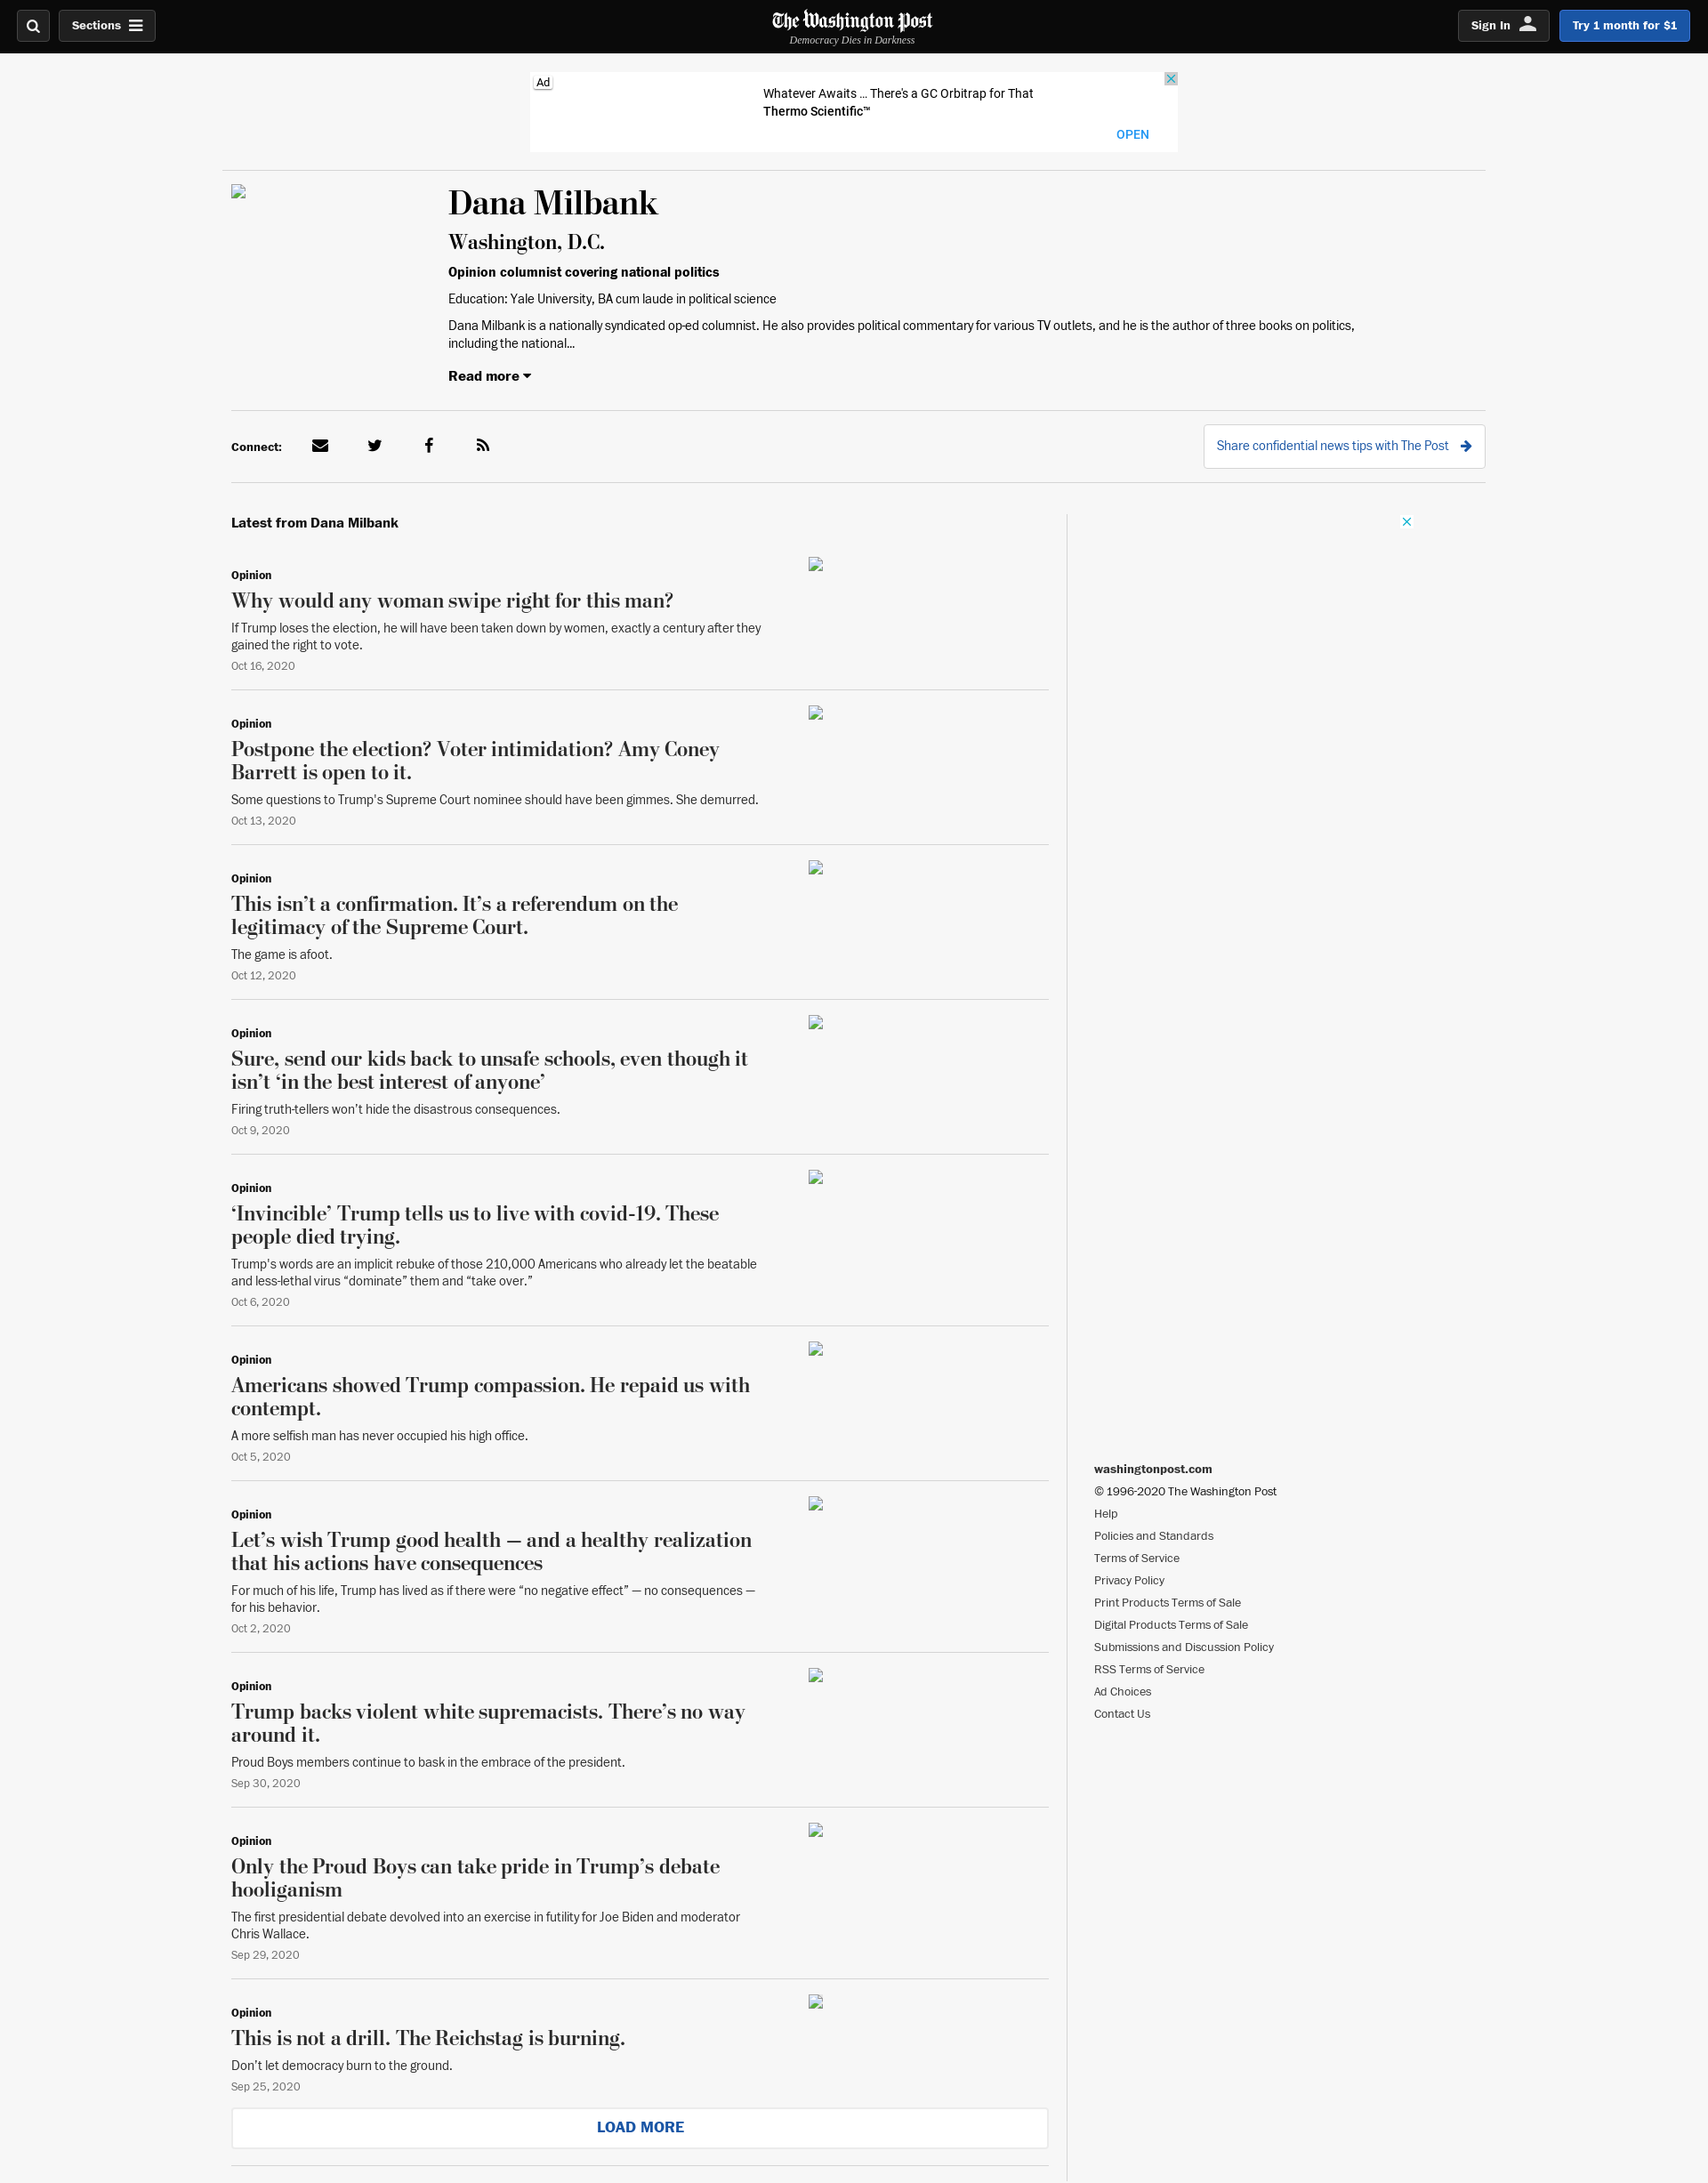 Sections
The Washington Post
Democracy Dies in Darkness
Sign In
Try 1 month for $1
Ad
Whatever Awaits ... There's a GC Orbitrap for That
Thermo Scientific™
OPEN
Dana Milbank
Washington, D.C.
Opinion columnist covering national politics
Education: Yale University, BA cum laude in political science
Dana Milbank is a nationally syndicated op-ed columnist. He also provides political commentary for various TV outlets, and he is the author of three books on politics,
including the national...
Read more
Connect:
Share confidential news tips with The Post
Latest from Dana Milbank
Opinion
Why would any woman swipe right for this man?
If Trump loses the election, he will have been taken down by women, exactly a century after they
gained the right to vote.
Oct 16, 2020
Opinion
Postpone the election? Voter intimidation? Amy Coney
Barrett is open to it.
Some questions to Trump's Supreme Court nominee should have been gimmes. She demurred.
Oct 13, 2020
Opinion
This isn’t a confirmation. It’s a referendum on the
legitimacy of the Supreme Court.
The game is afoot.
Oct 12, 2020
Opinion
Sure, send our kids back to unsafe schools, even though it
isn’t ‘in the best interest of anyone’
Firing truth-tellers won’t hide the disastrous consequences.
Oct 9, 2020
Opinion
‘Invincible’ Trump tells us to live with covid-19. These
people died trying.
Trump's words are an implicit rebuke of those 210,000 Americans who already let the beatable
and less-lethal virus “dominate” them and “take over.”
Oct 6, 2020
Opinion
Americans showed Trump compassion. He repaid us with
contempt.
A more selfish man has never occupied his high office.
Oct 5, 2020
Opinion
Let’s wish Trump good health — and a healthy realization
that his actions have consequences
For much of his life, Trump has lived as if there were “no negative effect” — no consequences —
for his behavior.
Oct 2, 2020
Opinion
Trump backs violent white supremacists. There’s no way
around it.
Proud Boys members continue to bask in the embrace of the president.
Sep 30, 2020
Opinion
Only the Proud Boys can take pride in Trump’s debate
hooliganism
The first presidential debate devolved into an exercise in futility for Joe Biden and moderator
Chris Wallace.
Sep 29, 2020
Opinion
This is not a drill. The Reichstag is burning.
Don’t let democracy burn to the ground.
Sep 25, 2020
LOAD MORE
washingtonpost.com
© 1996-2020 The Washington Post
Help
Policies and Standards
Terms of Service
Privacy Policy
Print Products Terms of Sale
Digital Products Terms of Sale
Submissions and Discussion Policy
RSS Terms of Service
Ad Choices
Contact Us